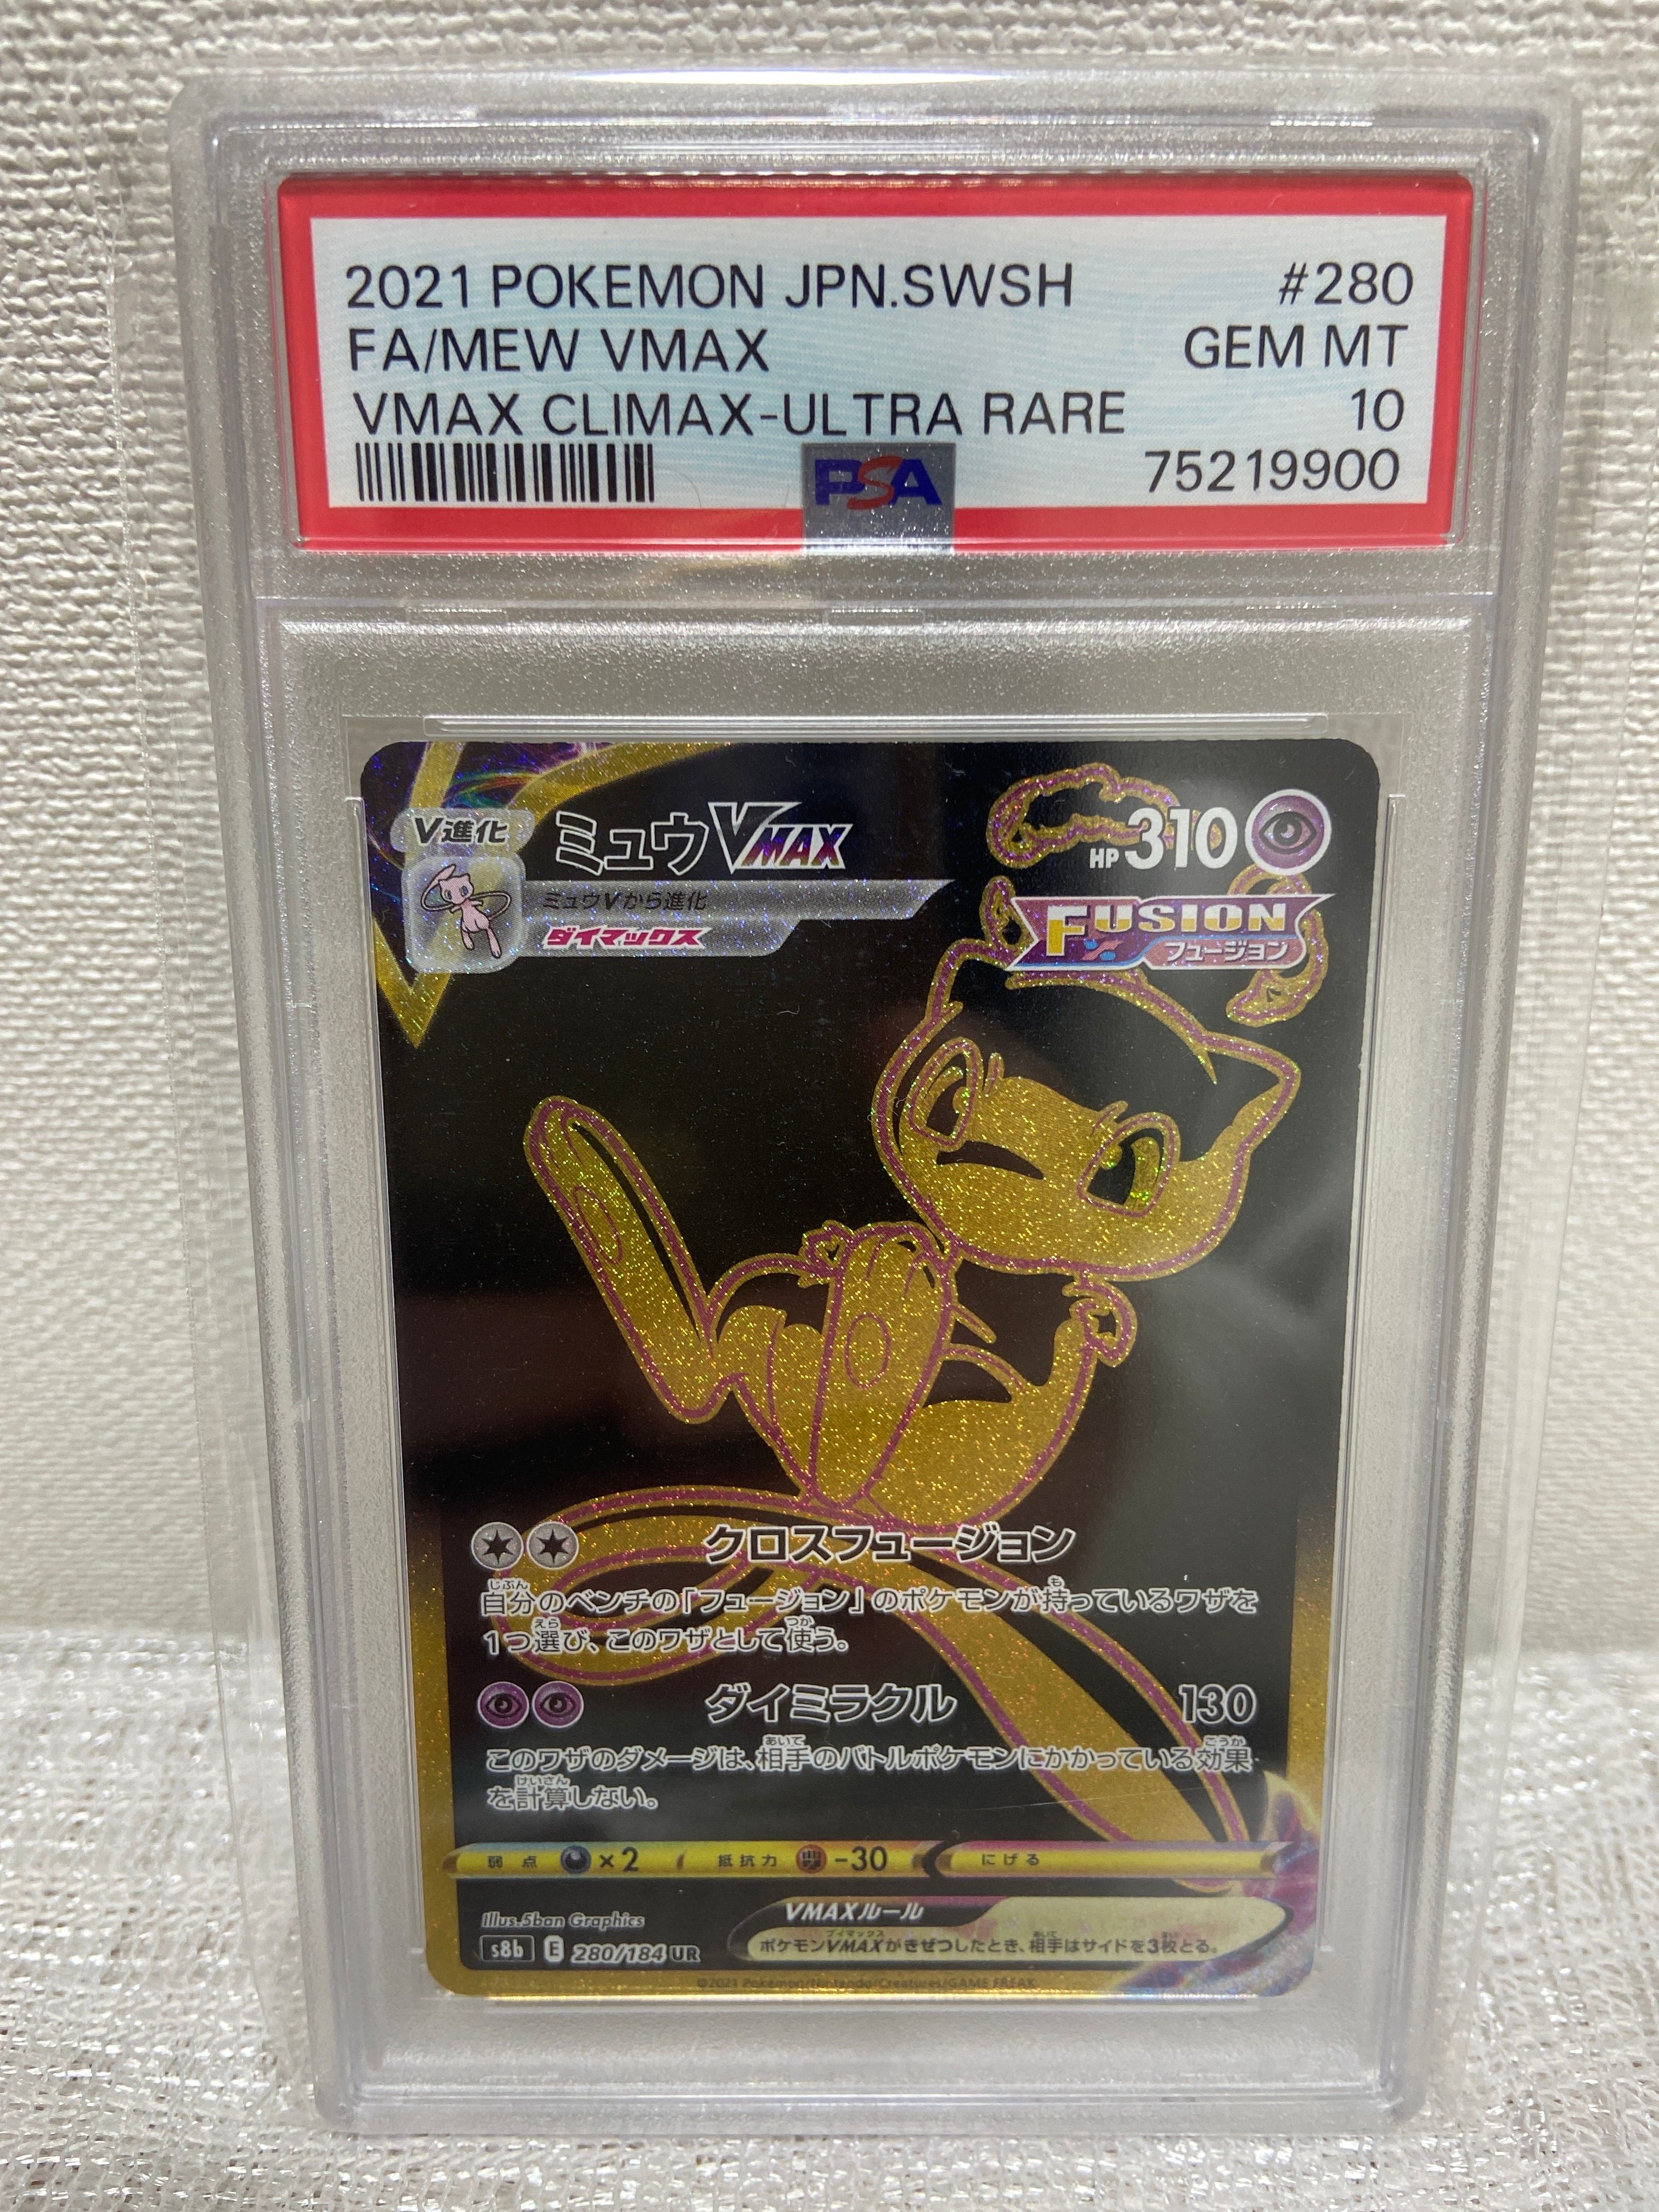 2021 POKEMON JPN.SWSH #280
FA/MEW VMAX GEM MT
VMAX CLIMAX-ULTRA RARE 10
PSA 75219900
V進化 ミュウVMAX HP 310
ミュウVから進化
ダイマックス
FUSION
フュージョン
クロスフュージョン
自分のベンチの「フュージョン」のポケモンが持っているワザを
1つ選び、このワザとして使う。
ダイミラクル 130
このワザのダメージは、相手のバトルポケモンにかかっている効果
を計算しない。
弱点 ×2 抵抗力 -30 にげる
Illus.5ban Graphics
VMAXルール
s8b E 280/184 UR
ポケモンVMAXがきぜつしたとき、相手はサイドを3枚とる。
©2021 Pokémon/Nintendo/Creatures/GAME FREAK